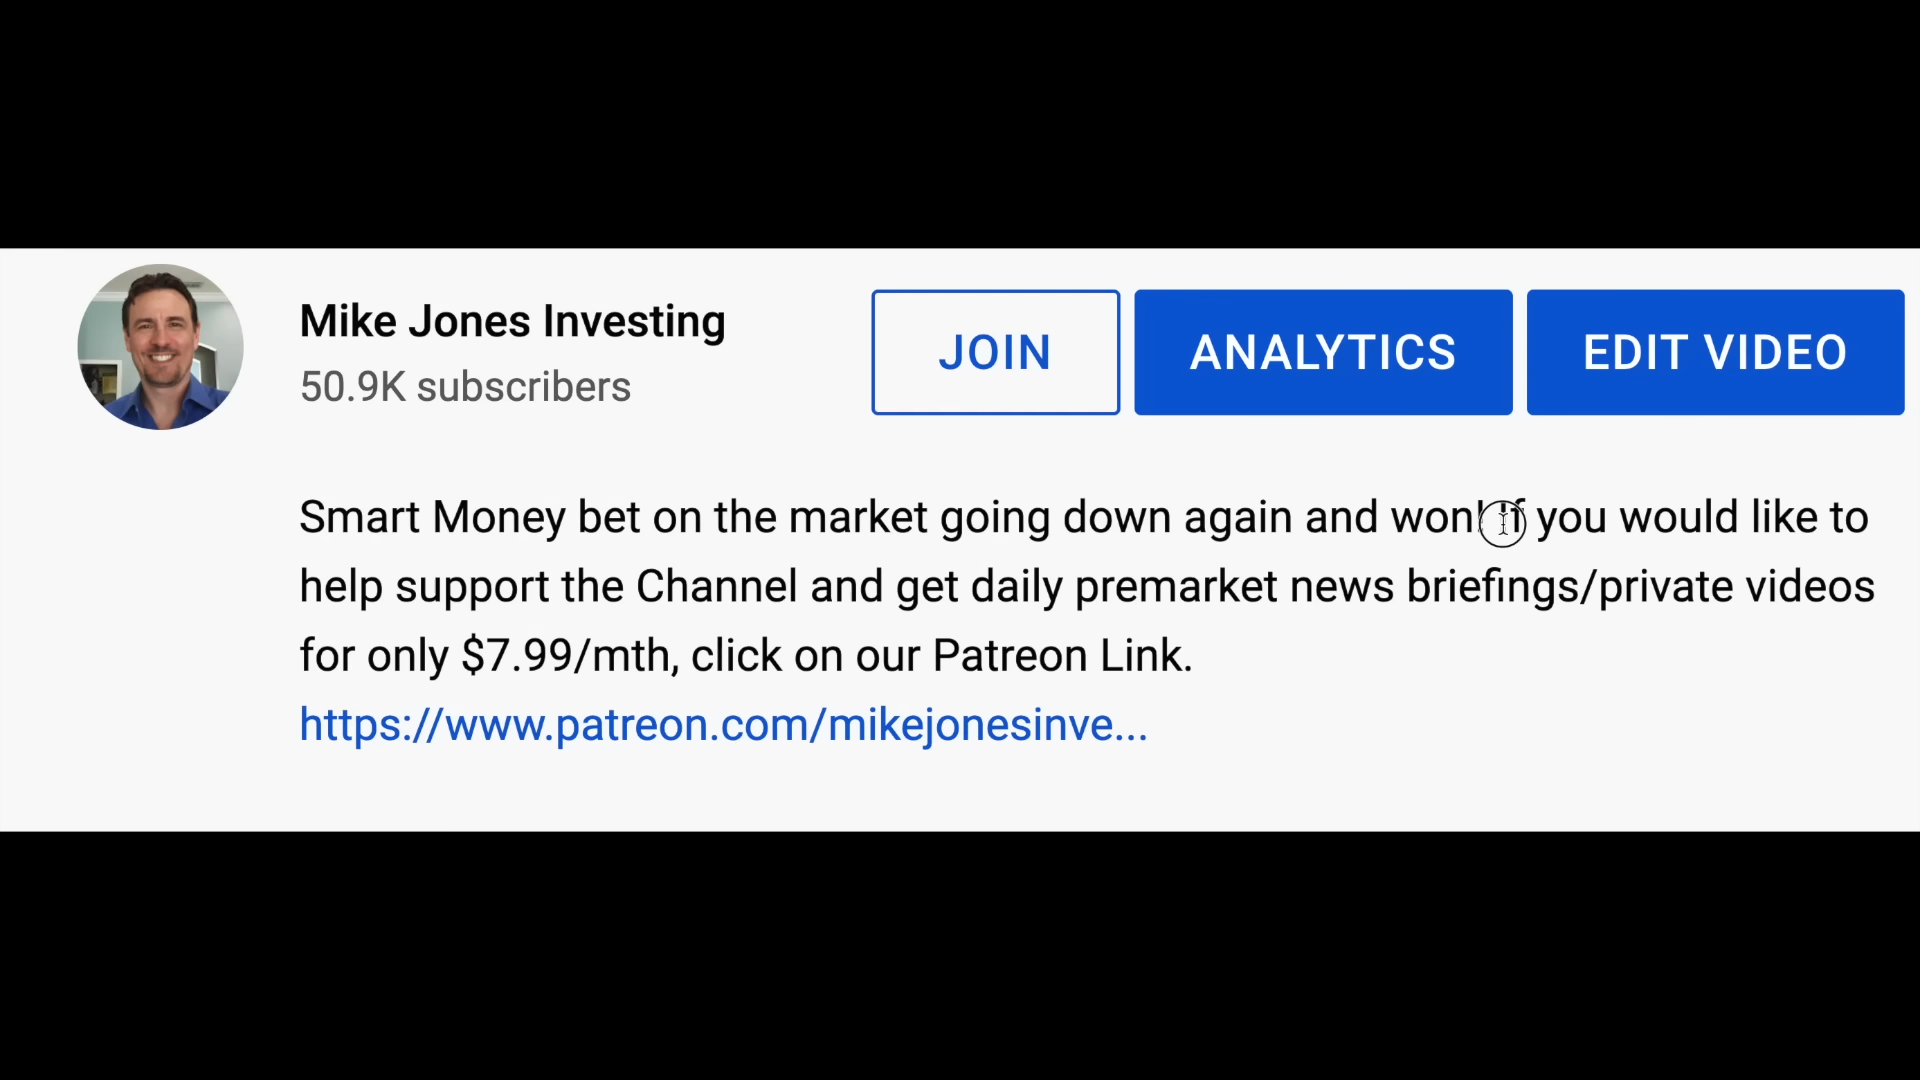 Mike Jones Investing
50.9K subscribers
JOIN
ANALYTICS
EDIT VIDEO
Smart Money bet on the market going down again and won! If you would like to
help support the Channel and get daily premarket news briefings/private videos
for only $7.99/mth, click on our Patreon Link.
https://www.patreon.com/mikejonesinve...